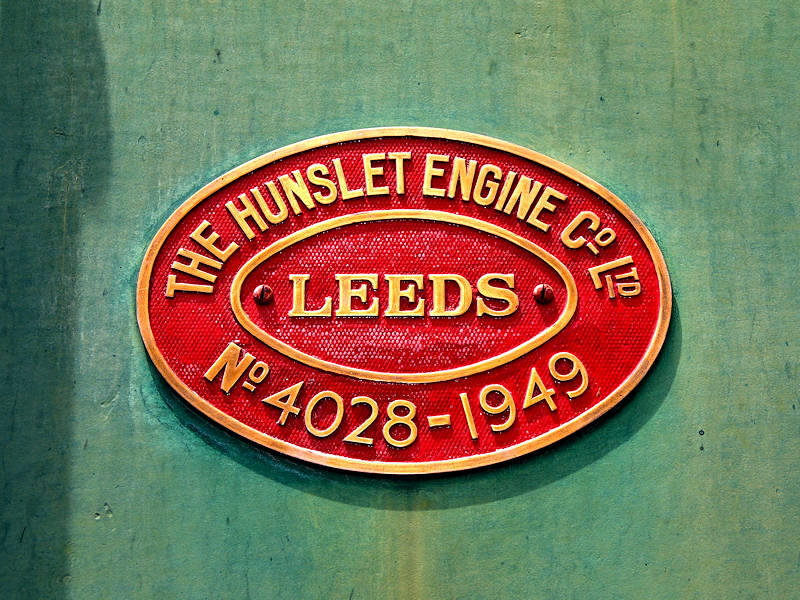 THE HUNSLET ENGINE Cº LTD
LEEDS
Nº 4028-1949